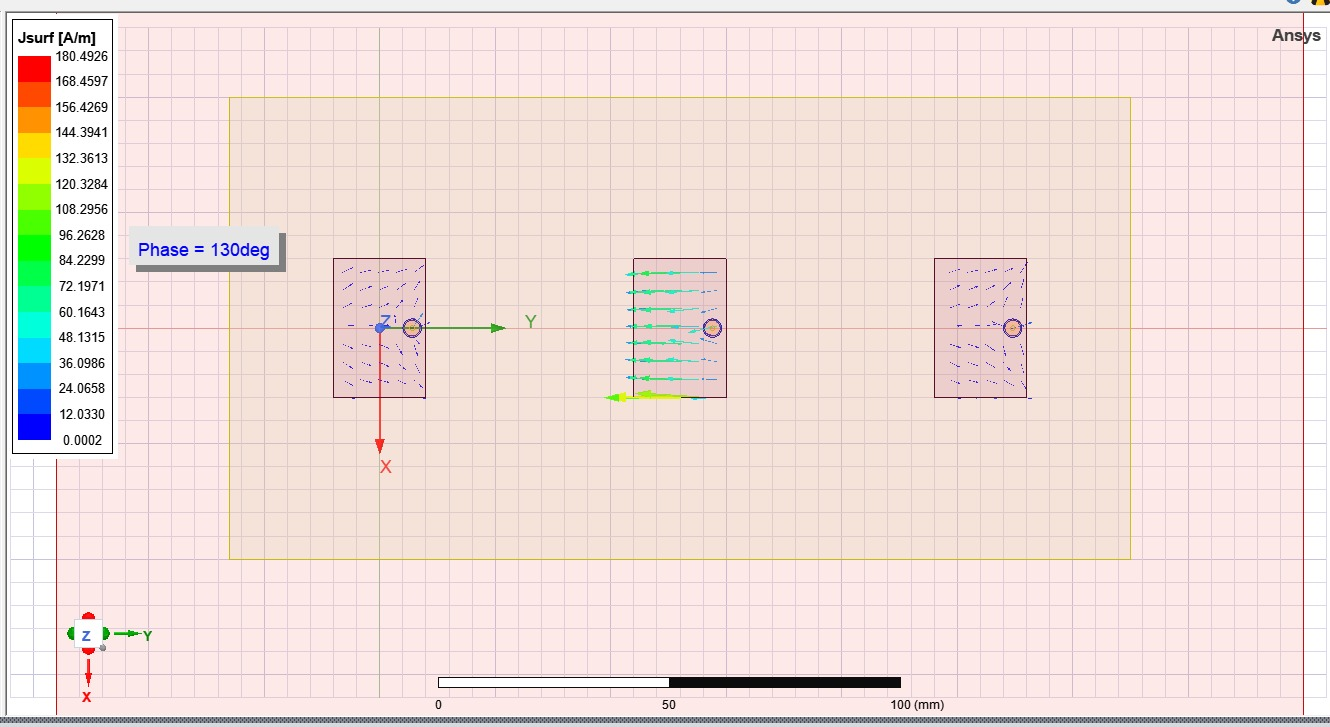 Jsurf [A/m]
180.4926
168.4597
156.4269
144.3941
132.3613
120.3284
108.2956
96.2628
84.2299
72.1971
60.1643
48.1315
36.0986
24.0658
12.0330
0.0002
Ansys
Phase = 130deg
Z
Y
X
Z
Y
X
0 50 100 (mm)